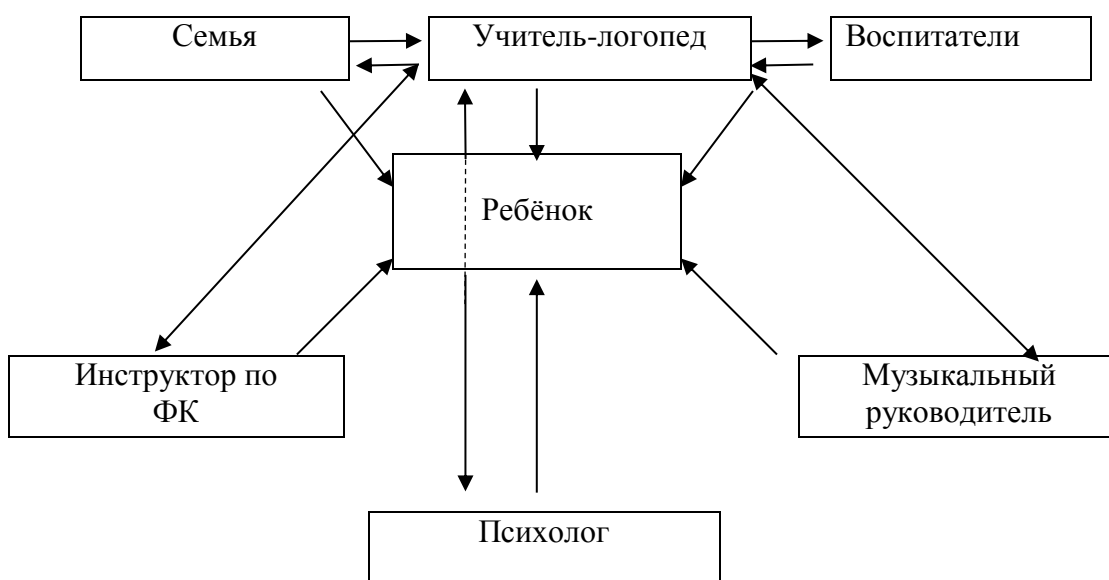 Семья
Учитель-логопед
Воспитатели
Ребёнок
Инструктор по
ФК
Музыкальный
руководитель
Психолог